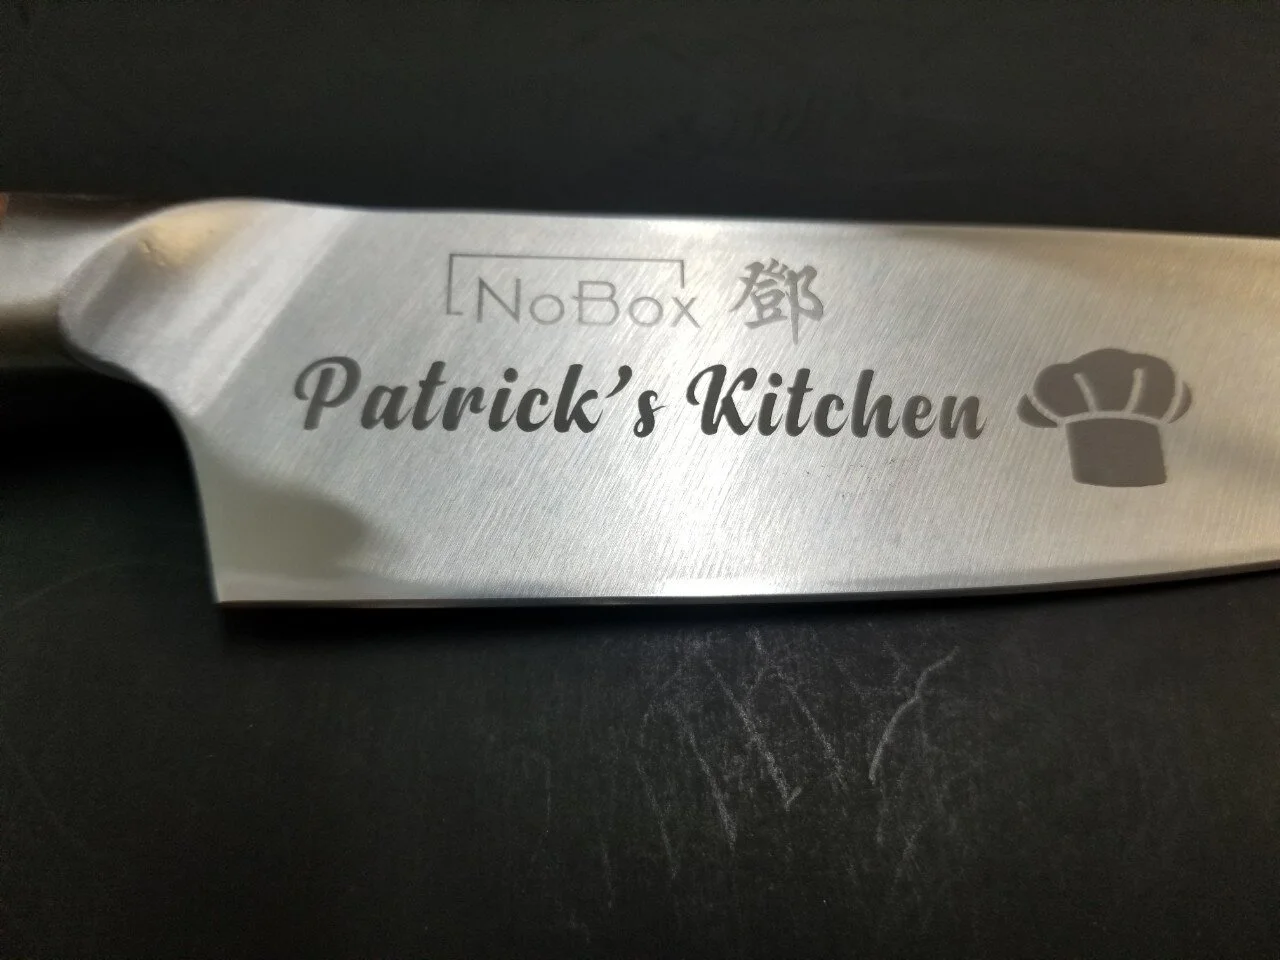 NoBox 鄧
Patrick's Kitchen